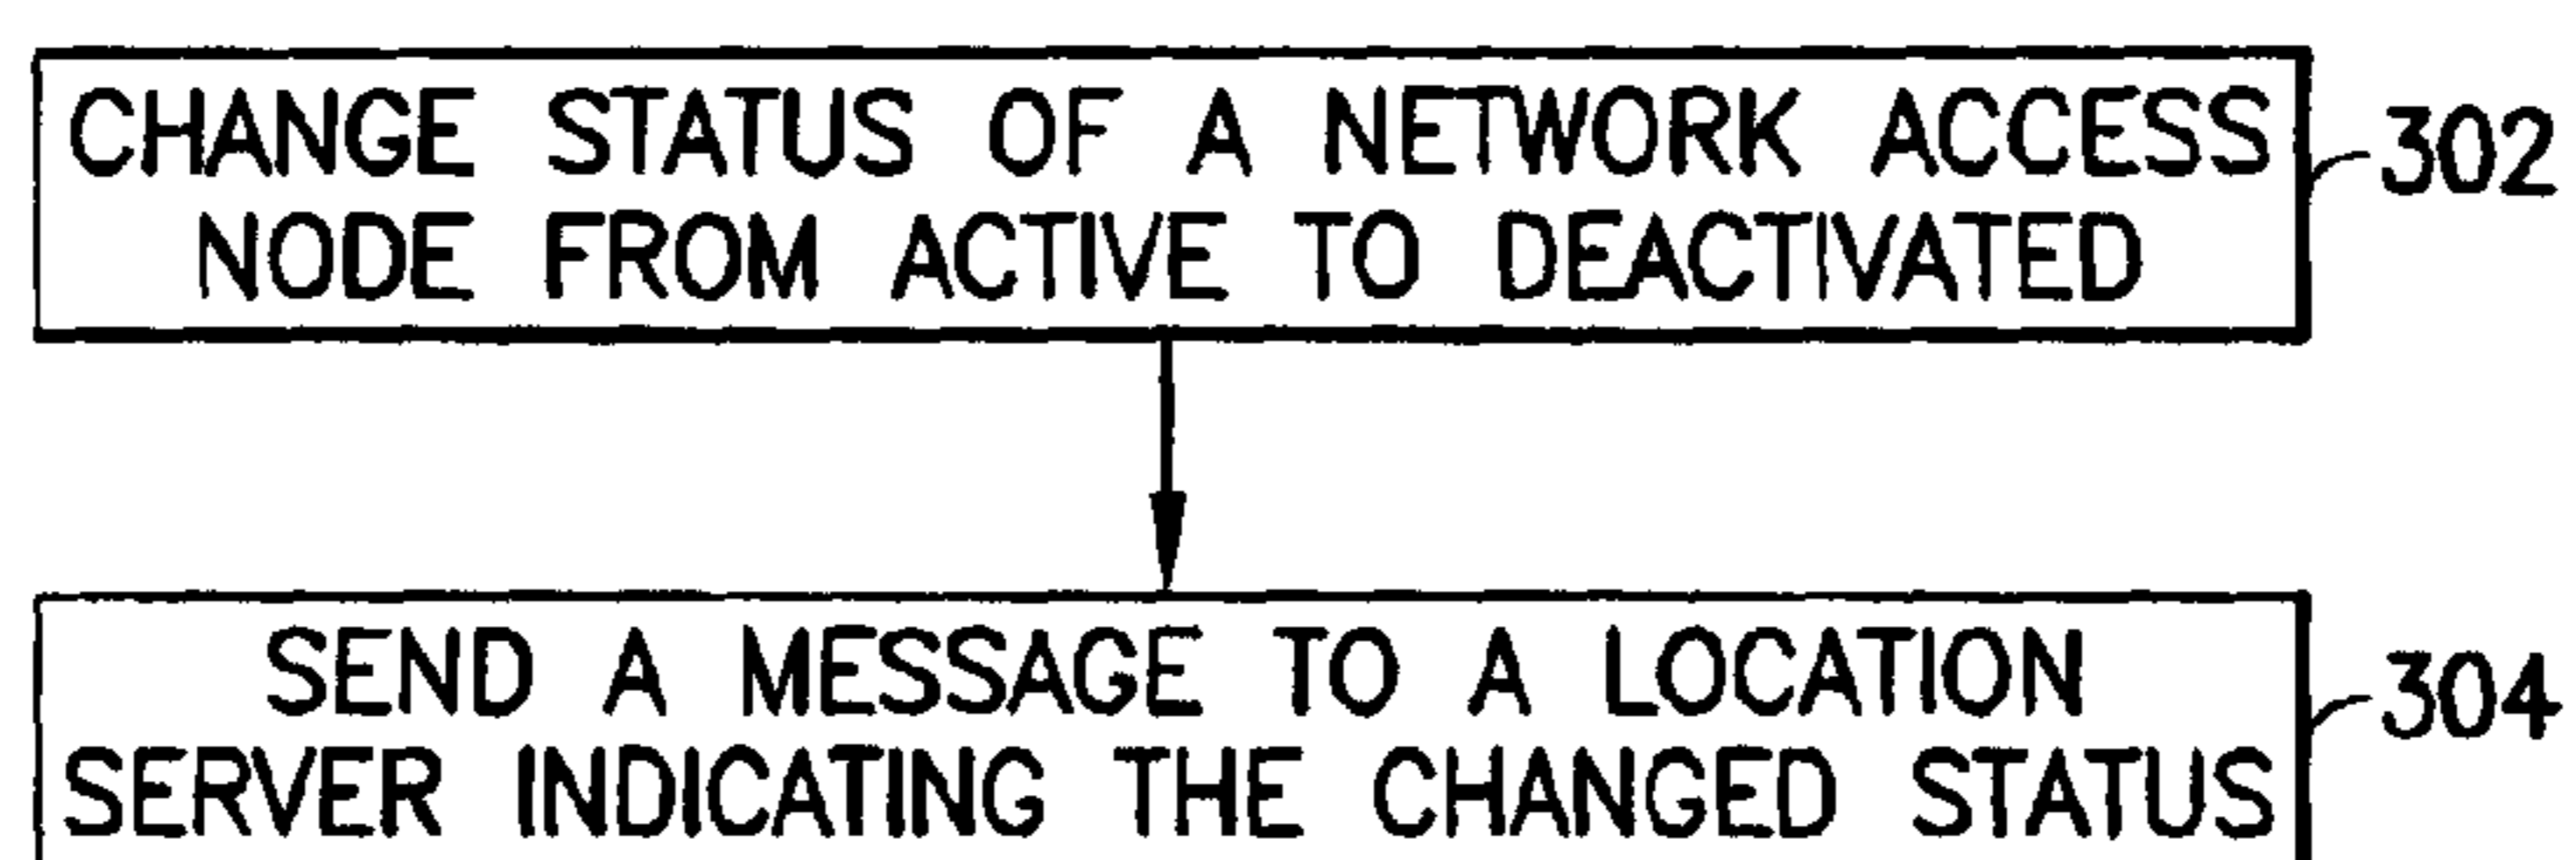 CHANGE STATUS OF A NETWORK ACCESS
NODE FROM ACTIVE TO DEACTIVATED
302
SEND A MESSAGE TO A LOCATION
SERVER INDICATING THE CHANGED STATUS
304